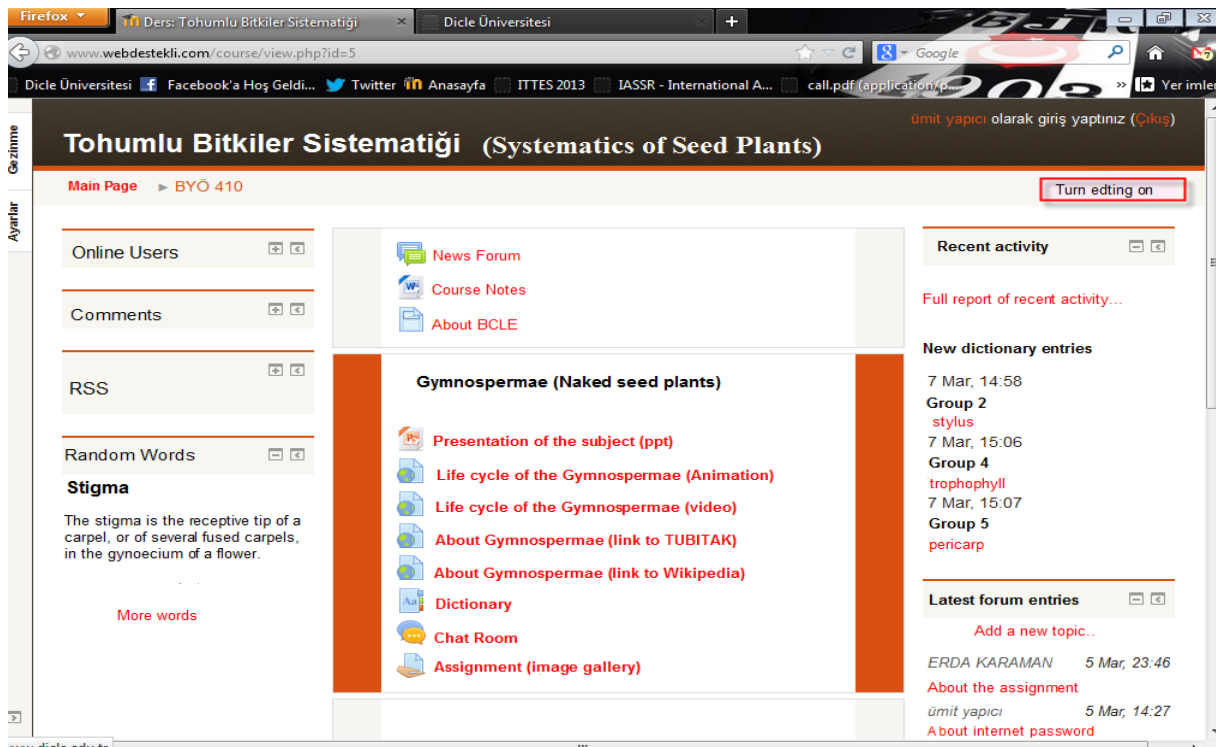 Firefox
Ders: Tohumlu Bitkiler Sistematiği
Dicle Üniversitesi
www.webdestekli.com/course/view.php?id=5
Google
Dicle Üniversitesi
Facebook'a Hoş Geldi...
Twitter
Anasayfa
ITTES 2013
IASSR - International A...
call.pdf (application/p...
»
Yer imler
Gezinme
Ayarlar
ümit yapıcı olarak giriş yaptınız (Çıkış)
Tohumlu Bitkiler Sistematiği (Systematics of Seed Plants)
Main Page ► BYÖ 410
Turn edting on
Online Users
Comments
RSS
Random Words
Stigma
The stigma is the receptive tip of a
carpel, or of several fused carpels,
in the gynoecium of a flower.
More words
News Forum
Course Notes
About BCLE
Gymnospermae (Naked seed plants)
Presentation of the subject (ppt)
Life cycle of the Gymnospermae (Animation)
Life cycle of the Gymnospermae (video)
About Gymnospermae (link to TUBITAK)
About Gymnospermae (link to Wikipedia)
Dictionary
Chat Room
Assignment (image gallery)
Recent activity
Full report of recent activity...
New dictionary entries
7 Mar, 14:58
Group 2
stylus
7 Mar, 15:06
Group 4
trophophyll
7 Mar, 15:07
Group 5
pericarp
Latest forum entries
Add a new topic..
ERDA KARAMAN 5 Mar, 23:46
About the assignment
ümit yapıcı 5 Mar, 14:27
About internet password